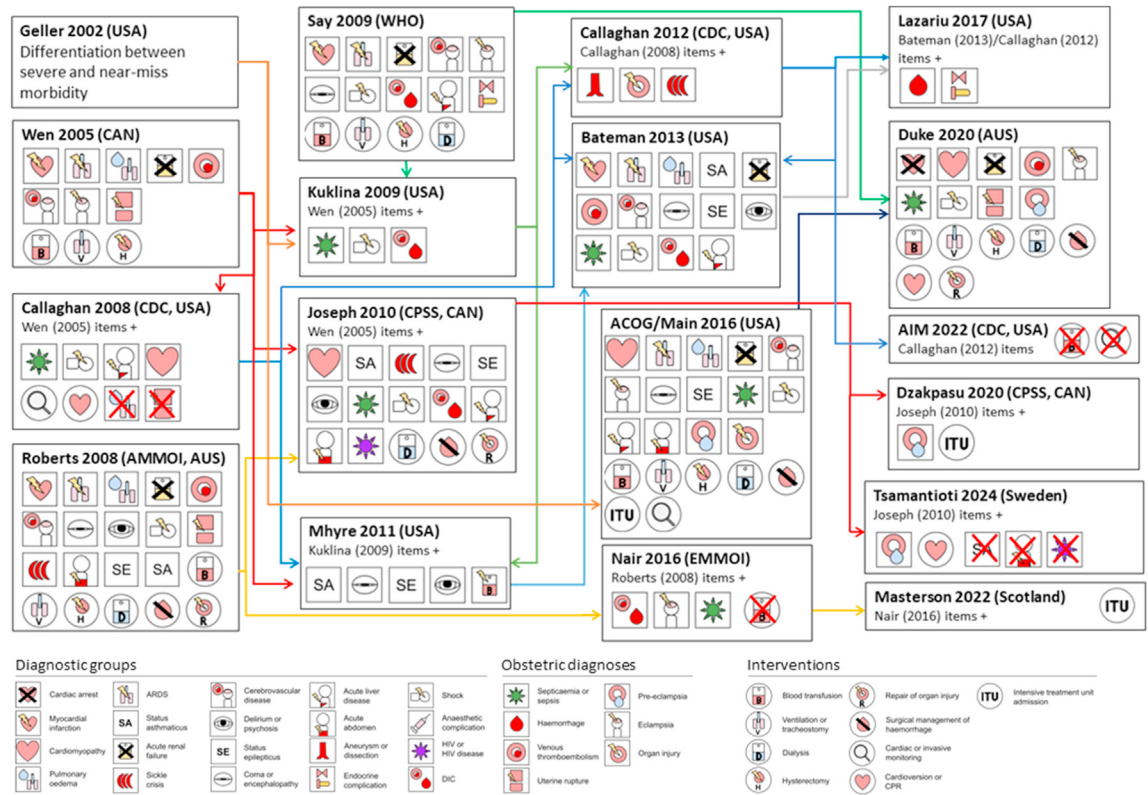 Geller 2002 (USA)
Differentiation between
severe and near-miss
morbidity
Say 2009 (WHO)
B
V
H
D
Callaghan 2012 (CDC, USA)
Callaghan (2008) items +
Lazariu 2017 (USA)
Bateman (2013)/Callaghan (2012)
items +
Wen 2005 (CAN)
B
V
H
Kuklina 2009 (USA)
Wen (2005) items +
Bateman 2013 (USA)
SA
SE
Duke 2020 (AUS)
B
V
H
D
R
Callaghan 2008 (CDC, USA)
Wen (2005) items +
Joseph 2010 (CPSS, CAN)
Wen (2005) items +
SA
SE
D
R
ACOG/Main 2016 (USA)
SE
B
V
H
D
ITU
AIM 2022 (CDC, USA)
Callaghan (2012) items
B
Dzakpasu 2020 (CPSS, CAN)
Joseph (2010) items +
ITU
Roberts 2008 (AMMOI, AUS)
SE
SA
B
V
H
D
R
Mhyre 2011 (USA)
Kuklina (2009) items +
SA
SE
B
Nair 2016 (EMMOI)
Roberts (2008) items +
B
Tsamantioti 2024 (Sweden)
Joseph (2010) items +
SA
Masterson 2022 (Scotland)
Nair (2016) items +
ITU
Diagnostic groups
Cardiac arrest
Myocardial
infarction
Cardiomyopathy
Pulmonary
oedema
ARDS
SA
Status
asthmaticus
Acute renal
failure
Sickle
crisis
Cerebrovascular
disease
Delirium or
psychosis
SE
Status
epilepticus
Coma or
encephalopathy
Acute liver
disease
Acute
abdomen
Aneurysm or
dissection
Endocrine
complication
Shock
Anaesthetic
complication
HIV or
HIV disease
DIC
Obstetric diagnoses
Septicaemia or
sepsis
Haemorrhage
Venous
thromboembolism
Uterine rupture
Pre-eclampsia
Eclampsia
Organ injury
Interventions
B
Blood transfusion
V
Ventilation or
tracheostomy
D
Dialysis
H
Hysterectomy
R
Repair of organ injury
Surgical management of
haemorrhage
Cardiac or invasive
monitoring
Cardioversion or
CPR
ITU
Intensive treatment unit
admission